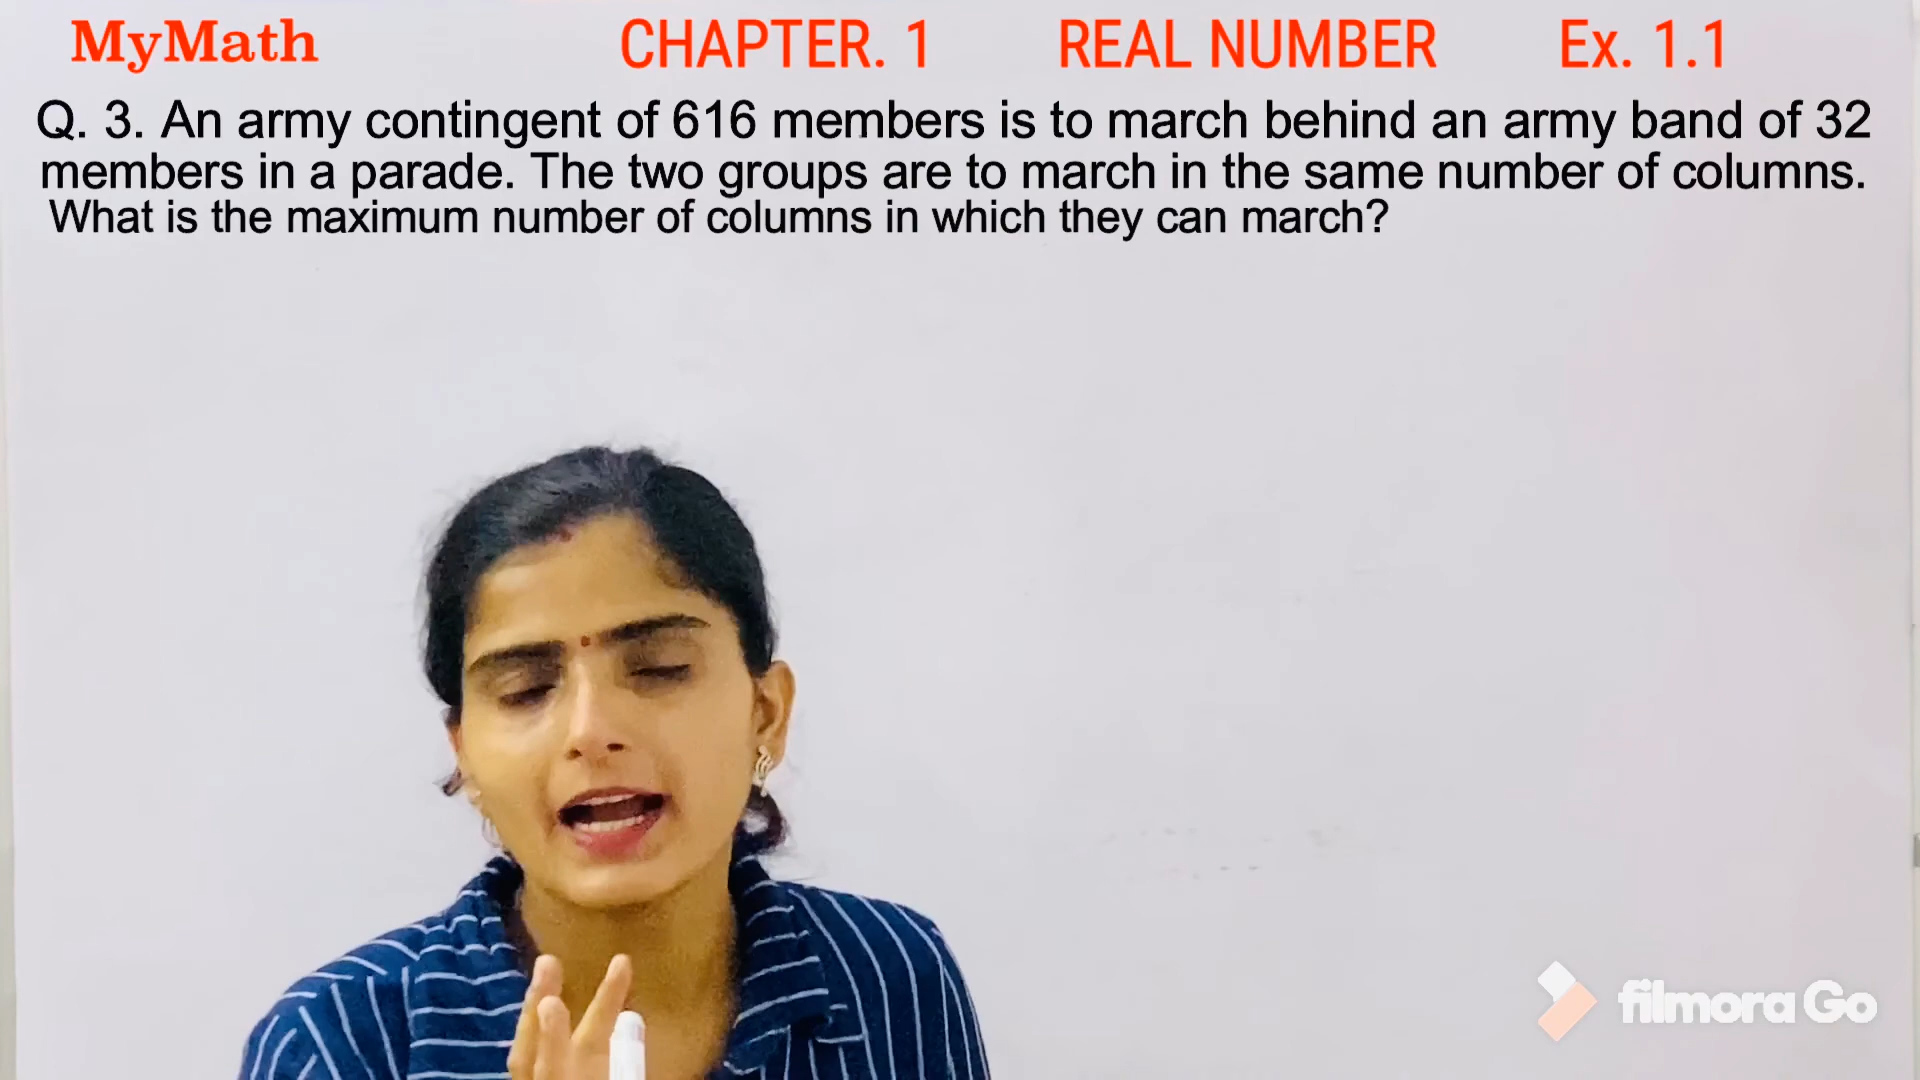 MyMath CHAPTER. 1 REAL NUMBER Ex. 1.1
Q. 3. An army contingent of 616 members is to march behind an army band of 32
members in a parade. The two groups are to march in the same number of columns.
What is the maximum number of columns in which they can march?
filmoraGo